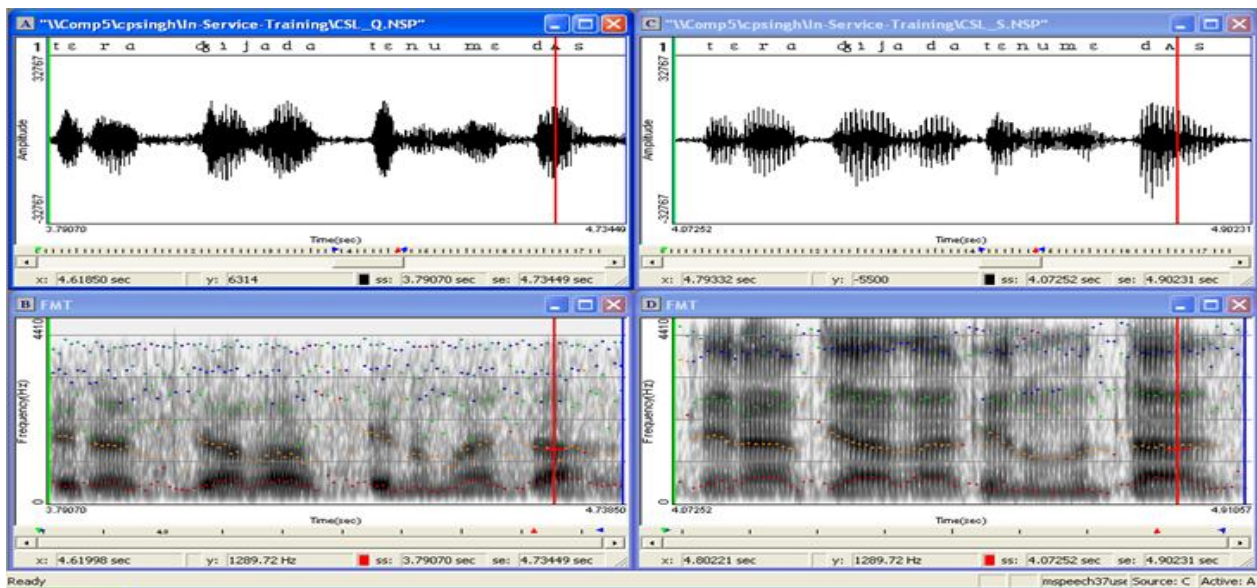 A "\\Comp5\cpsingh\In-Service-Training\CSL_Q.NSP"
1 t ɛ r a ʤ i j a d a t ɛ n u m ɛ d ʌ s
32767
Amplitude
-32767
3.79070 4.73449
Time(sec)
x: 4.61850 sec y: 6314 ss: 3.79070 sec se: 4.73449 sec
C "\\Comp5\cpsingh\In-Service-Training\CSL_S.NSP"
1 t ɛ r a ʤ i j a d a t ɛ n u m ɛ d ʌ s
32767
Amplitude
-32767
4.07252 4.90231
Time(sec)
x: 4.79332 sec y: -5500 ss: 4.07252 sec se: 4.90231 sec
B FMT
4410
Frequency(Hz)
0
3.79070 4.73850
Time(sec)
x: 4.61998 sec y: 1289.72 Hz ss: 3.79070 sec se: 4.73449 sec
D FMT
4410
Frequency(Hz)
0
4.07252 4.91057
Time(sec)
x: 4.80221 sec y: 1289.72 Hz ss: 4.07252 sec se: 4.90231 sec
Ready mspeech37use Source: C Active: A